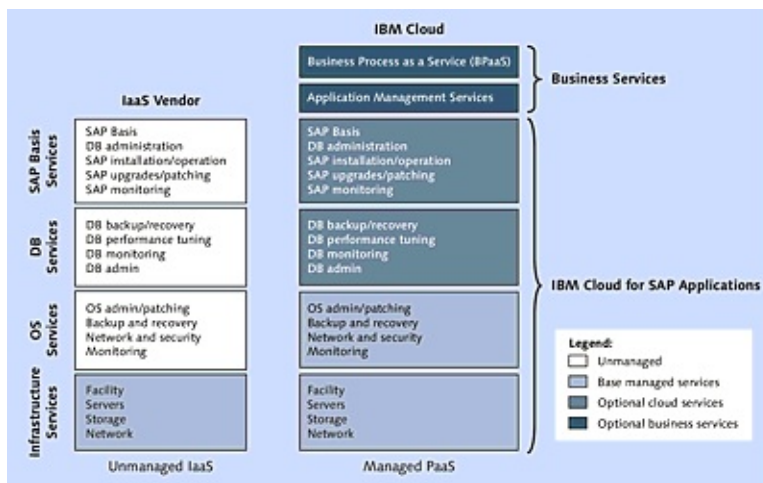 IBM Cloud
Business Process as a Service (BPaaS)
Application Management Services
Business Services
IaaS Vendor
SAP Basis
Services
SAP Basis
DB administration
SAP installation/operation
SAP upgrades/patching
SAP monitoring
SAP Basis
DB administration
SAP installation/operation
SAP upgrades/patching
SAP monitoring
DB
Services
DB backup/recovery
DB performance tuning
DB monitoring
DB admin
DB backup/recovery
DB performance tuning
DB monitoring
DB admin
IBM Cloud for SAP Applications
OS
Services
OS admin/patching
Backup and recovery
Network and security
Monitoring
OS admin/patching
Backup and recovery
Network and security
Monitoring
Infrastructure
Services
Facility
Servers
Storage
Network
Facility
Servers
Storage
Network
Unmanaged IaaS
Managed PaaS
Legend:
Unmanaged
Base managed services
Optional cloud services
Optional business services